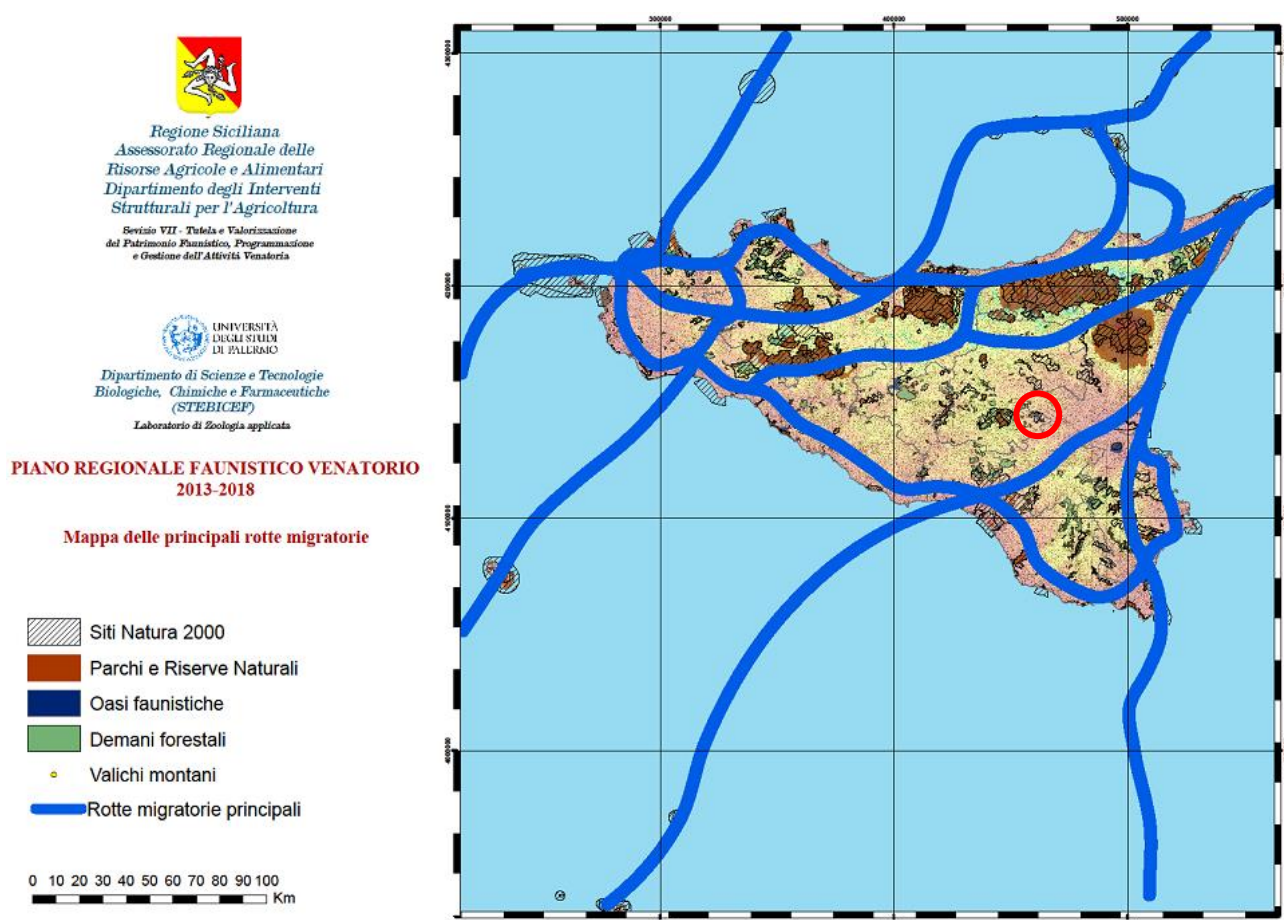 Regione Siciliana
Assessorato Regionale delle
Risorse Agricole e Alimentari
Dipartimento degli Interventi
Strutturali per l'Agricoltura
Sevizio VII - Tutela e Valorizzazione
del Patrimonio Faunistico, Programmazione
e Gestione dell'Attività Venatoria
UNIVERSITÀ
DEGLI STUDI
DI PALERMO
Dipartimento di Scienze e Tecnologie
Biologiche, Chimiche e Farmaceutiche
(STEBICEF)
Laboratorio di Zoologia applicata
PIANO REGIONALE FAUNISTICO VENATORIO
2013-2018
Mappa delle principali rotte migratorie
Siti Natura 2000
Parchi e Riserve Naturali
Oasi faunistiche
Demani forestali
Valichi montani
Rotte migratorie principali
0 10 20 30 40 50 60 70 80 90 100
Km
300000 400000 500000
4300000
4200000
4100000
4000000